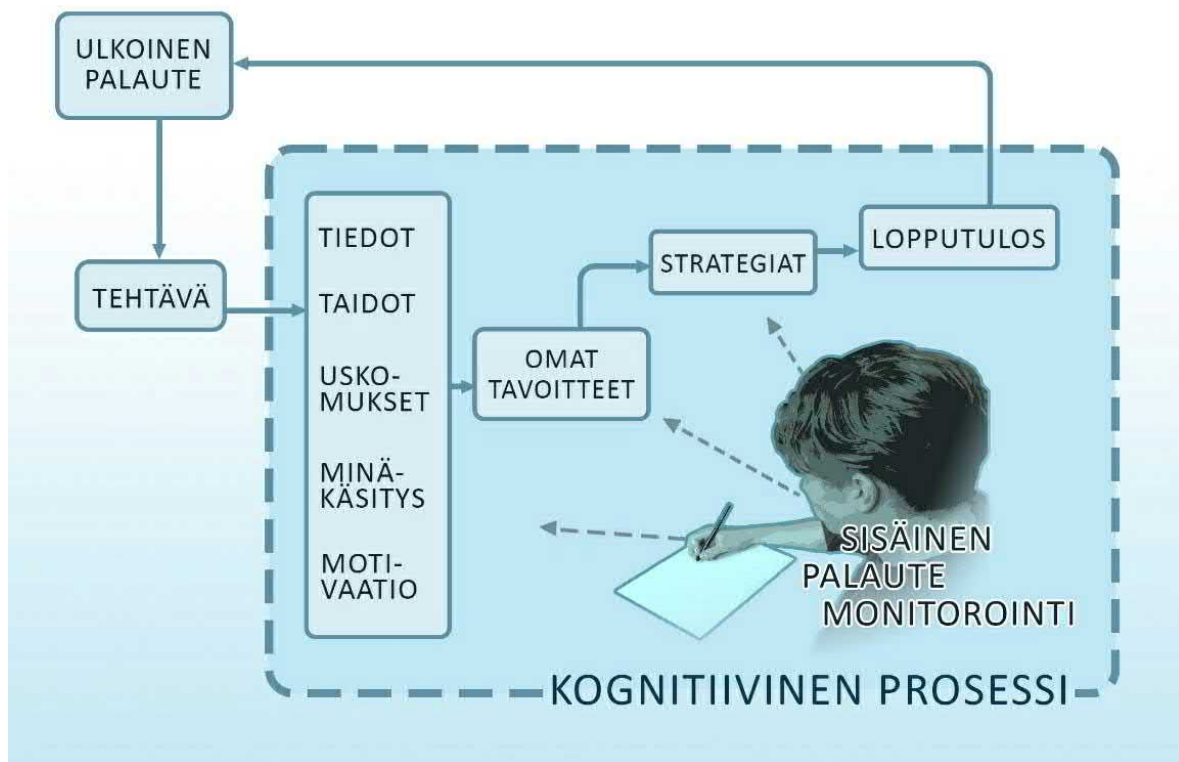 ULKOINEN
PALAUTE
TEHTÄVÄ
TIEDOT
TAIDOT
USKO-
MUKSET
MINÄ-
KÄSITYS
MOTI-
VAATIO
OMAT
TAVOITTEET
STRATEGIAT
LOPPUTULOS
SISÄINEN
PALAUTE
MONITOROINTI
KOGNITIIVINEN PROSESSI